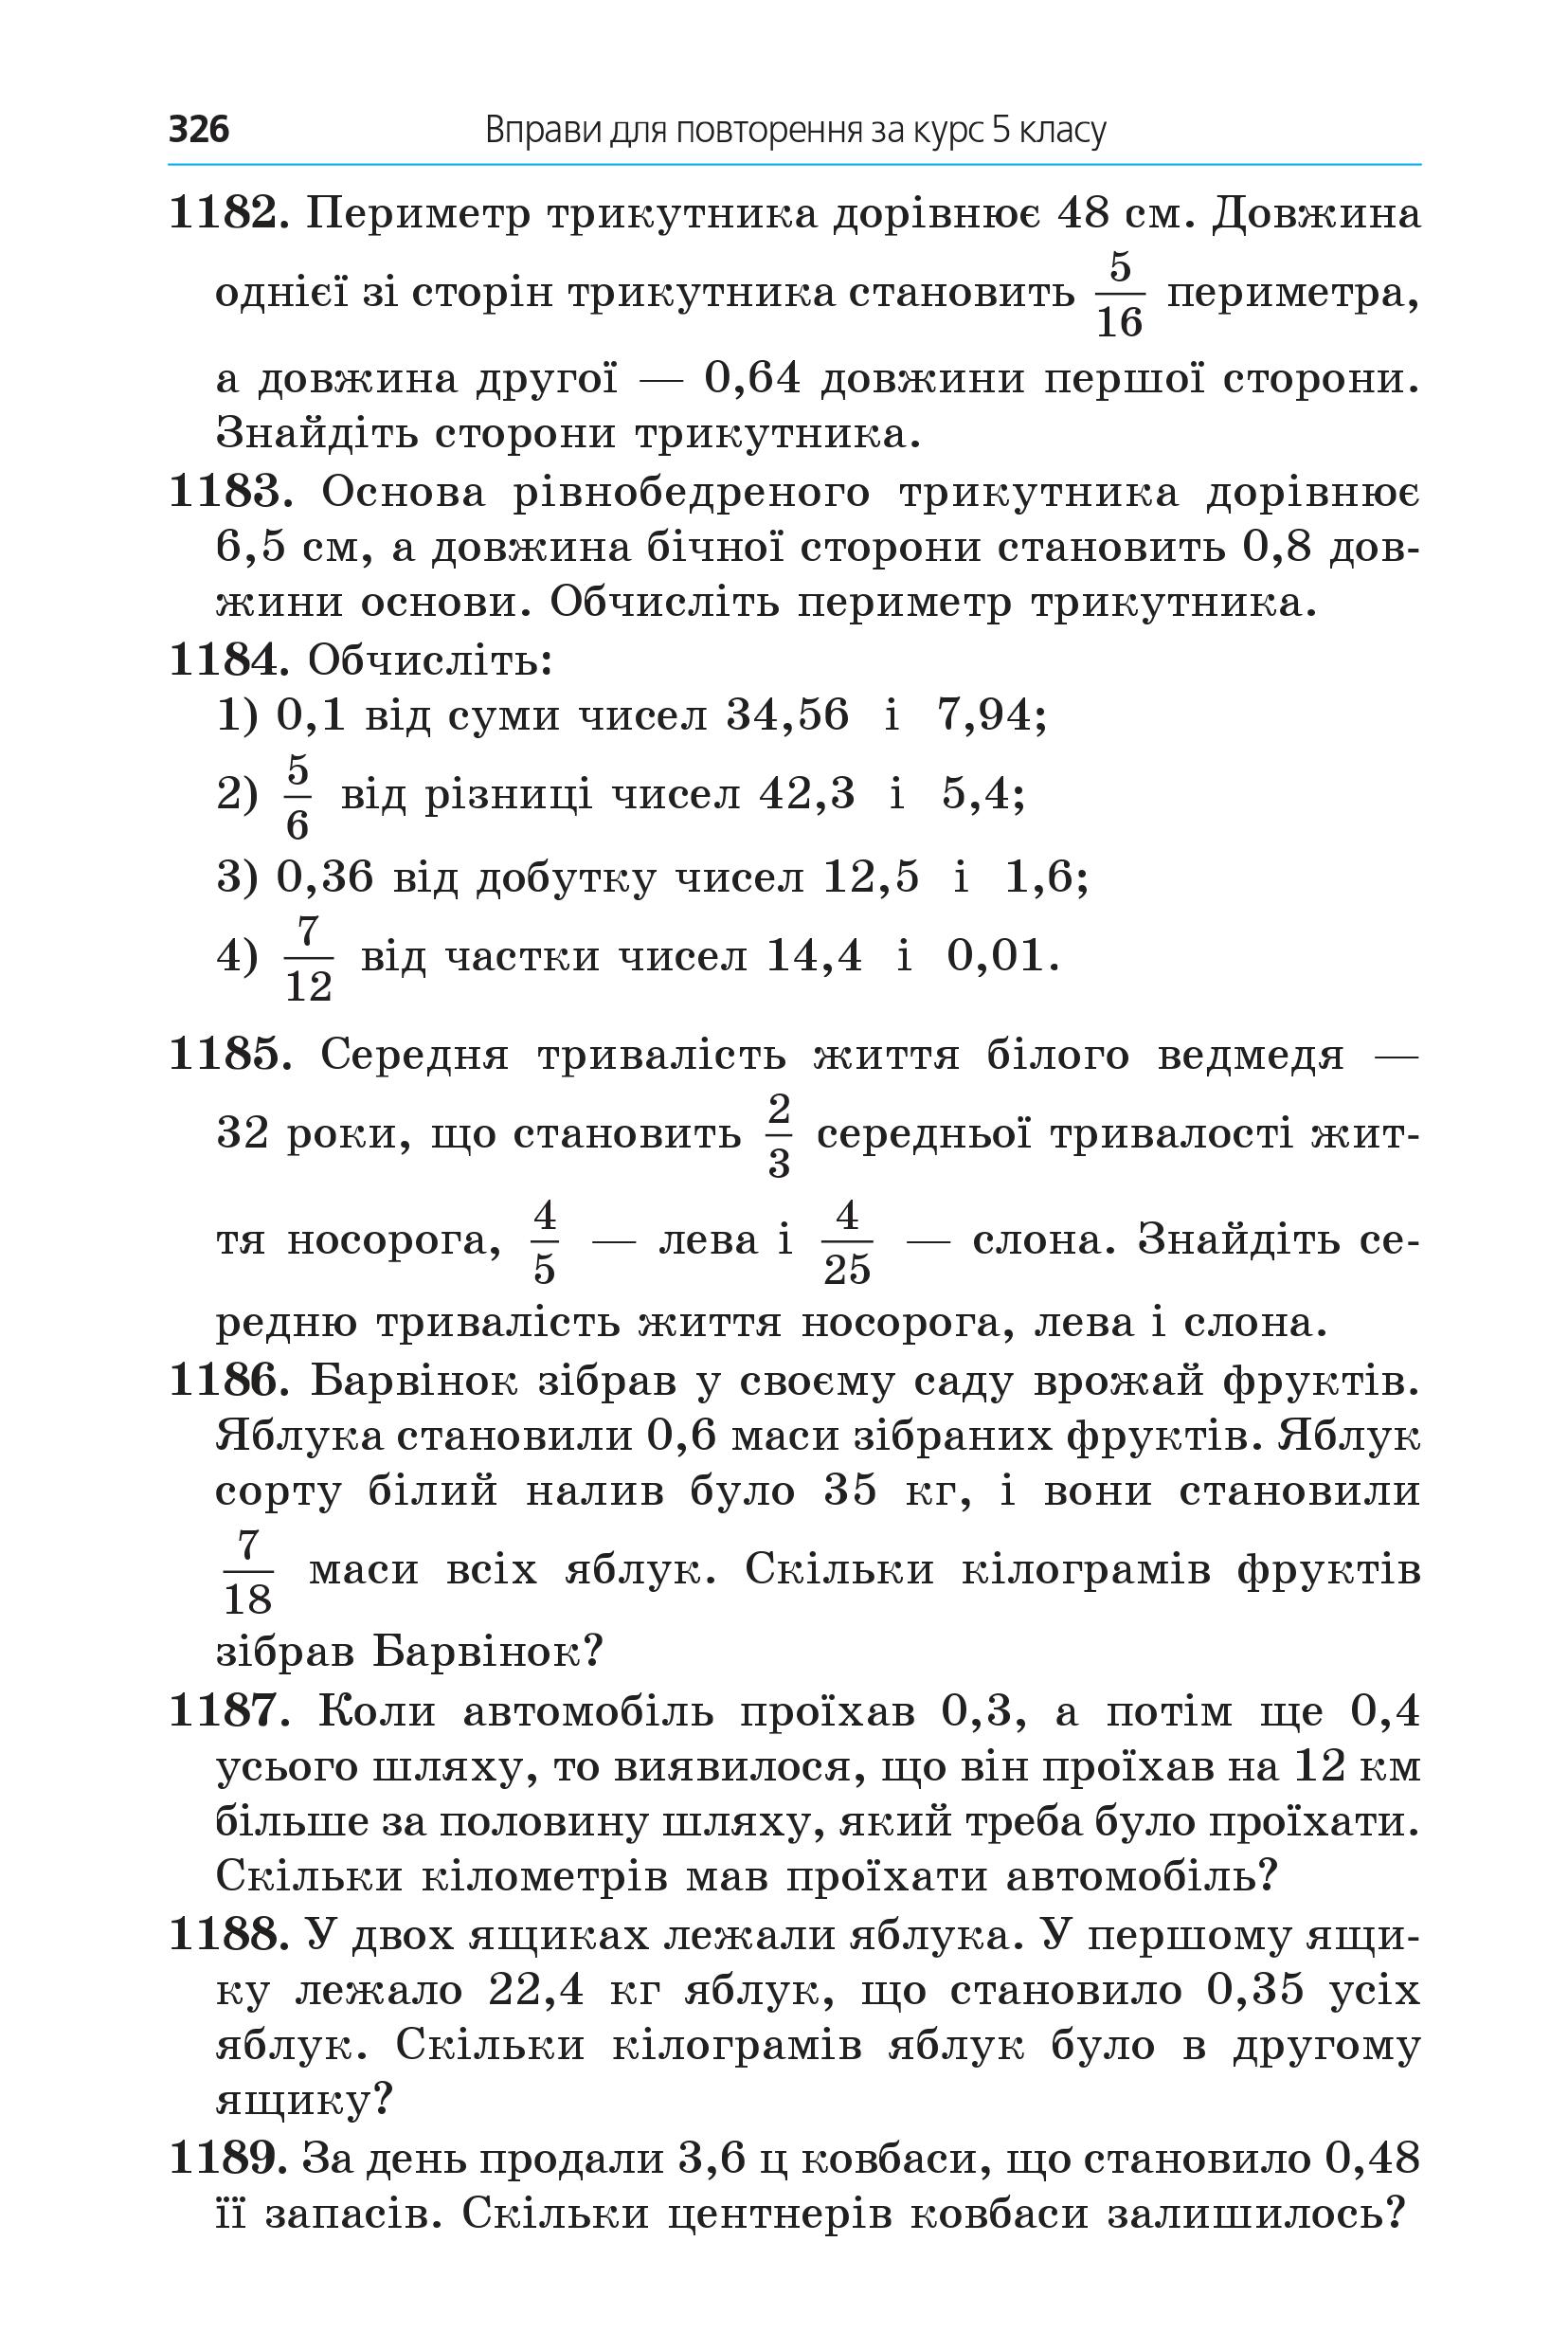 326 Вправи для повторення за курс 5 класу
1182. Периметр трикутника дорівнює 48 см. Довжина
однієї зі сторін трикутника становить 5/16 периметра,
а довжина другої — 0,64 довжини першої сторони.
Знайдіть сторони трикутника.
1183. Основа рівнобедреного трикутника дорівнює
6,5 см, а довжина бічної сторони становить 0,8 дов-
жини основи. Обчисліть периметр трикутника.
1184. Обчисліть:
1) 0,1 від суми чисел 34,56 і 7,94;
2) 5/6 від різниці чисел 42,3 і 5,4;
3) 0,36 від добутку чисел 12,5 і 1,6;
4) 7/12 від частки чисел 14,4 і 0,01.
1185. Середня тривалість життя білого ведмедя —
32 роки, що становить 2/3 середньої тривалості жит-
тя носорога, 4/5 — лева і 4/25 — слона. Знайдіть се-
редню тривалість життя носорога, лева і слона.
1186. Барвінок зібрав у своєму саду врожай фруктів.
Яблука становили 0,6 маси зібраних фруктів. Яблук
сорту білий налив було 35 кг, і вони становили
7/18 маси всіх яблук. Скільки кілограмів фруктів
зібрав Барвінок?
1187. Коли автомобіль проїхав 0,3, а потім ще 0,4
усього шляху, то виявилося, що він проїхав на 12 км
більше за половину шляху, який треба було проїхати.
Скільки кілометрів мав проїхати автомобіль?
1188. У двох ящиках лежали яблука. У першому ящи-
ку лежало 22,4 кг яблук, що становило 0,35 усіх
яблук. Скільки кілограмів яблук було в другому
ящику?
1189. За день продали 3,6 ц ковбаси, що становило 0,48
її запасів. Скільки центнерів ковбаси залишилось?